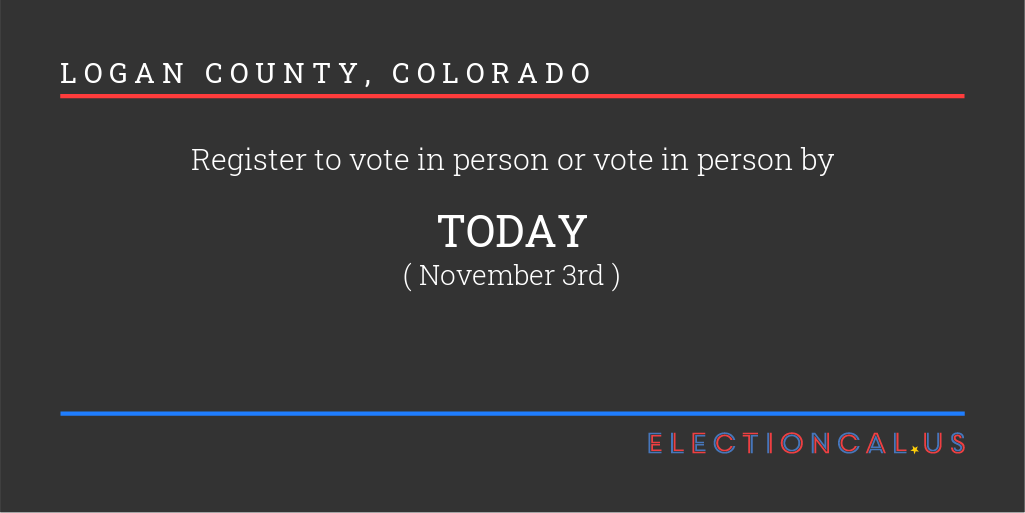 LOGAN COUNTY, COLORADO
Register to vote in person or vote in person by
TODAY
( November 3rd )
ELECTIONCAL.US